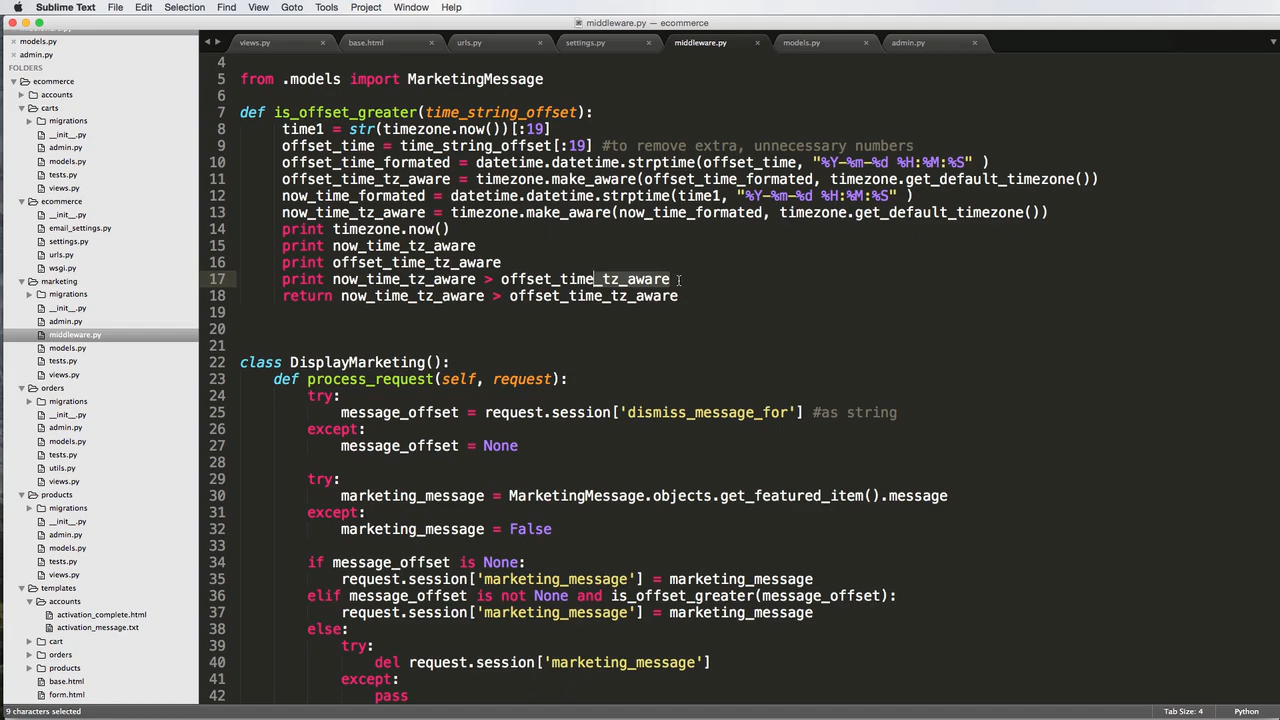 Sublime Text File Edit Selection Find View Goto Tools Project Window Help
middleware.py — ecommerce
models.py
admin.py
FOLDERS
ecommerce
accounts
carts
migrations
__init__.py
admin.py
models.py
tests.py
views.py
ecommerce
__init__.py
email_settings.py
settings.py
urls.py
wsgi.py
marketing
migrations
__init__.py
admin.py
middleware.py
models.py
tests.py
views.py
orders
migrations
__init__.py
admin.py
models.py
tests.py
utils.py
views.py
products
migrations
__init__.py
admin.py
models.py
tests.py
views.py
templates
accounts
activation_complete.html
activation_message.txt
cart
orders
products
base.html
form.html
views.py base.html urls.py settings.py middleware.py models.py admin.py
4
5 from .models import MarketingMessage
6
7 def is_offset_greater(time_string_offset):
8 time1 = str(timezone.now())[:19]
9 offset_time = time_string_offset[:19] #to remove extra, unnecessary numbers
10 offset_time_formated = datetime.datetime.strptime(offset_time, "%Y-%m-%d %H:%M:%S" )
11 offset_time_tz_aware = timezone.make_aware(offset_time_formated, timezone.get_default_timezone())
12 now_time_formated = datetime.datetime.strptime(time1, "%Y-%m-%d %H:%M:%S" )
13 now_time_tz_aware = timezone.make_aware(now_time_formated, timezone.get_default_timezone())
14 print timezone.now()
15 print now_time_tz_aware
16 print offset_time_tz_aware
17 print now_time_tz_aware > offset_time_tz_aware
18 return now_time_tz_aware > offset_time_tz_aware
19
20
21
22 class DisplayMarketing():
23 def process_request(self, request):
24 try:
25 message_offset = request.session['dismiss_message_for'] #as string
26 except:
27 message_offset = None
28
29 try:
30 marketing_message = MarketingMessage.objects.get_featured_item().message
31 except:
32 marketing_message = False
33
34 if message_offset is None:
35 request.session['marketing_message'] = marketing_message
36 elif message_offset is not None and is_offset_greater(message_offset):
37 request.session['marketing_message'] = marketing_message
38 else:
39 try:
40 del request.session['marketing_message']
41 except:
42 pass
9 characters selected Tab Size: 4 Python